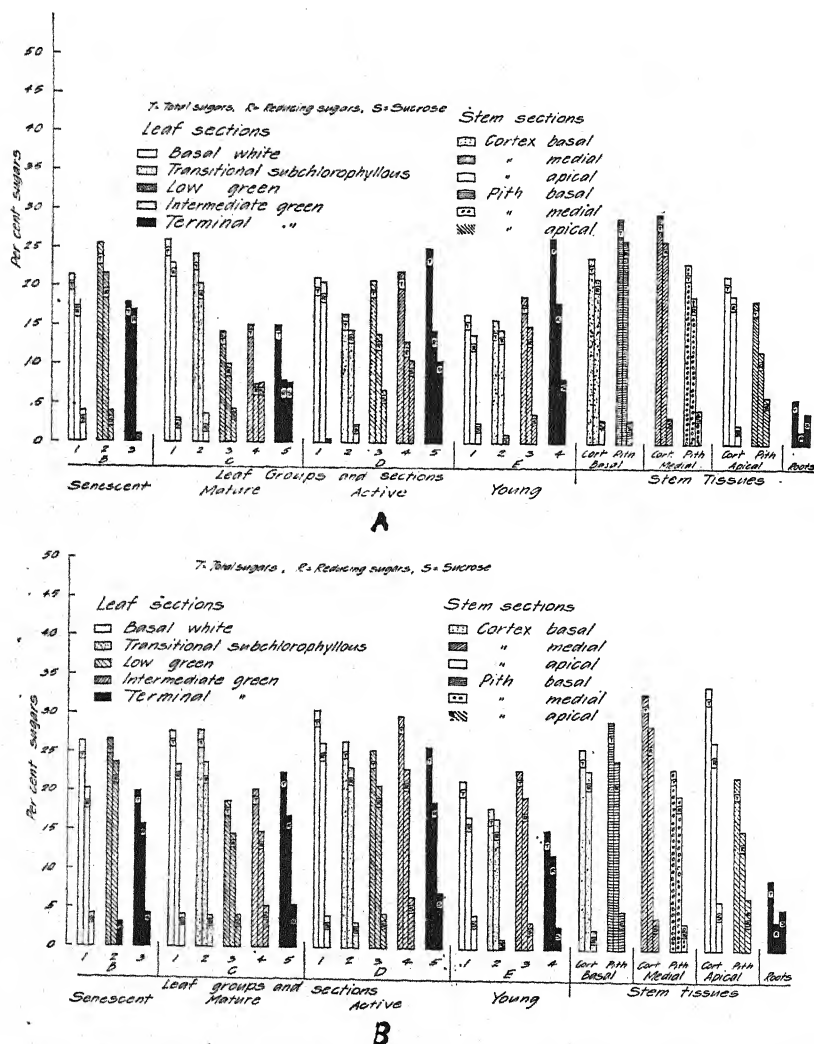 50
45
40
35
30
25
20
15
10
.5
0
Per cent sugars
T= Total sugars, R= Reducing sugars, S= Sucrose
Leaf sections
Basal white
Transitional subchlorophyllous
Low green
Intermediate green
Terminal "
Stem sections
Cortex basal
" medial
" apical
Pith basal
" medial
" apical
1 2 3 1 2 3 4 5 1 2 3 4 5 1 2 3 4
B C D E
Cort Pith Cort Pith Cort Pith
Basal Medial Apical Roots
Leaf Groups and sections
Senescent Mature Active Young Stem Tissues
A
50
45
40
35
30
25
20
15
10
.5
0
Per cent sugars
T= Total sugars, R= Reducing sugars, S= Sucrose
Leaf sections
Basal white
Transitional subchlorophyllous
Low green
Intermediate green
Terminal "
Stem sections
Cortex basal
" medial
" apical
Pith basal
" medial
" apical
1 2 3 1 2 3 4 5 1 2 3 4 5 1 2 3 4
B C D E
Cort Pith Cort Pith Cort Pith
Basal Medial Apical Roots
Leaf groups and sections
Senescent Mature Active Young Stem tissues
B